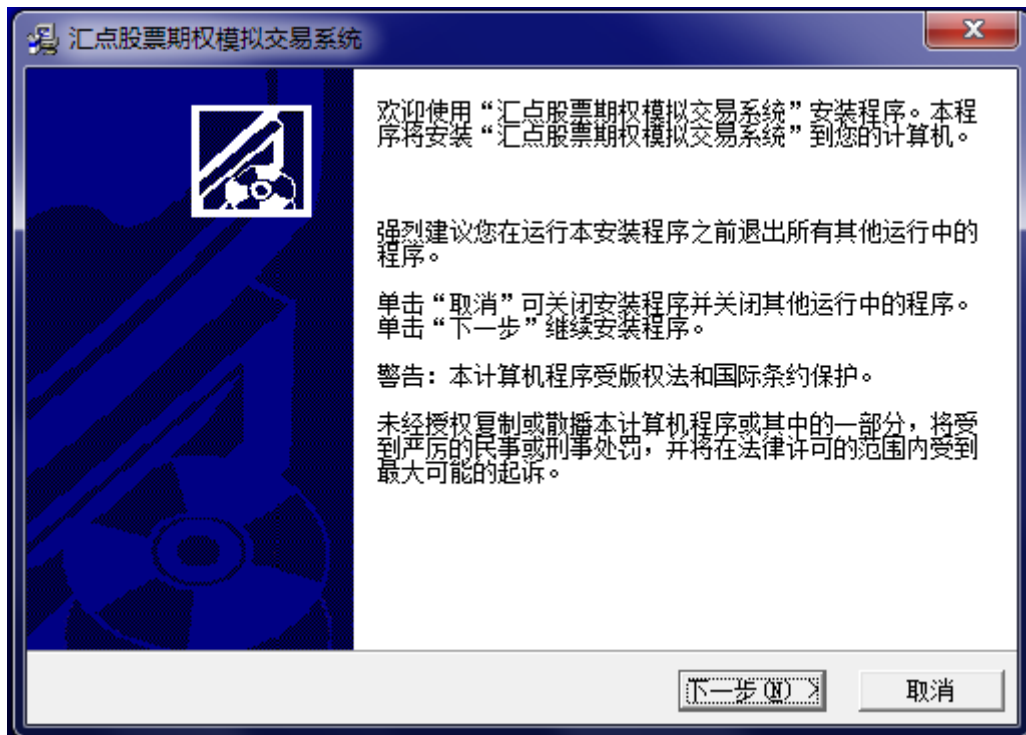 汇点股票期权模拟交易系统
欢迎使用“汇点股票期权模拟交易系统”安装程序。本程
序将安装“汇点股票期权模拟交易系统”到您的计算机。
强烈建议您在运行本安装程序之前退出所有其他运行中的
程序。
单击“取消”可关闭安装程序并关闭其他运行中的程序。
单击“下一步”继续安装程序。
警告：本计算机程序受版权法和国际条约保护。
未经授权复制或散播本计算机程序或其中的一部分，将受
到严厉的民事或刑事处罚，并将在法律许可的范围内受到
最大可能的起诉。
下一步(N) >
取消